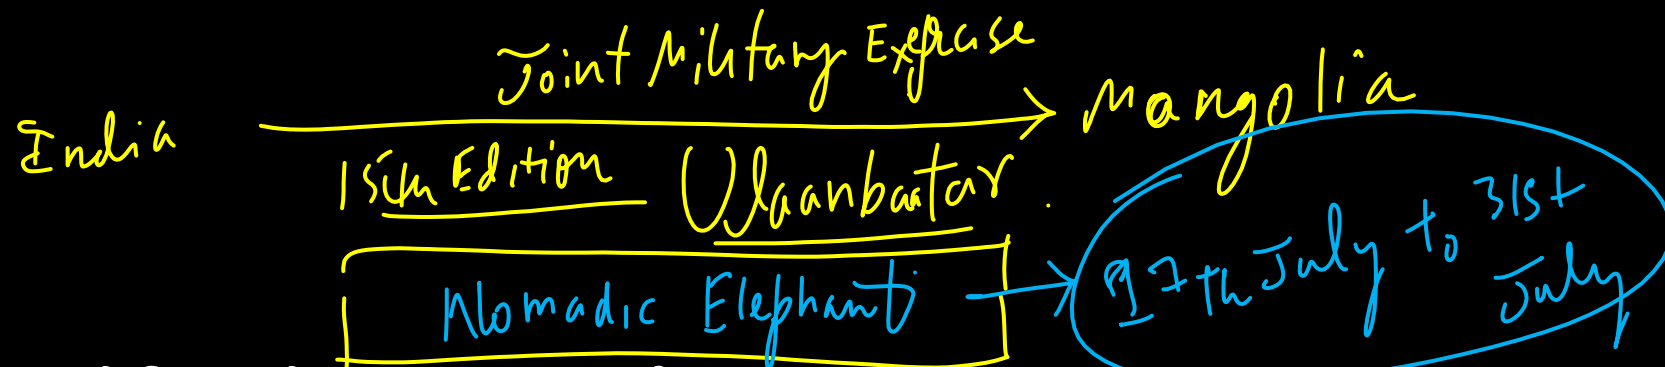 Joint Military Exercise
India Mangolia
15th Edition Ulaanbaatar
Nomadic Elephant 17th July to 31st July